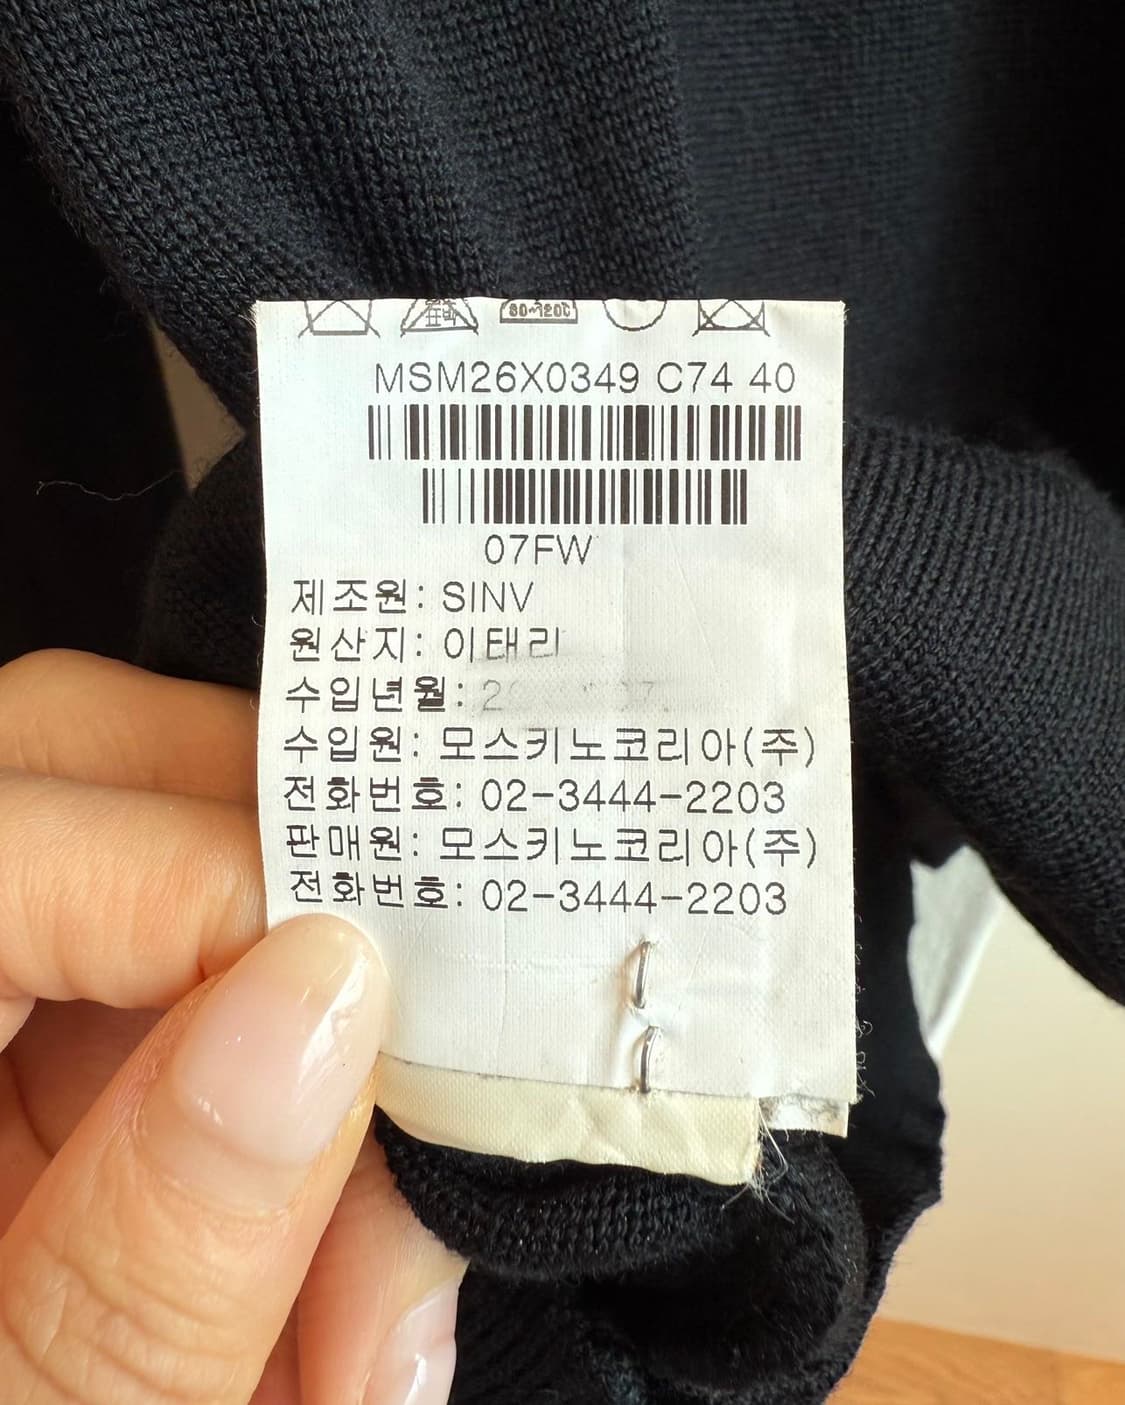 80~120℃
MSM26X0349 C74 40
07FW
제조원: SINV
원산지: 이태리
수입년월:
수입원: 모스키노코리아(주)
전화번호: 02-3444-2203
판매원: 모스키노코리아(주)
전화번호: 02-3444-2203